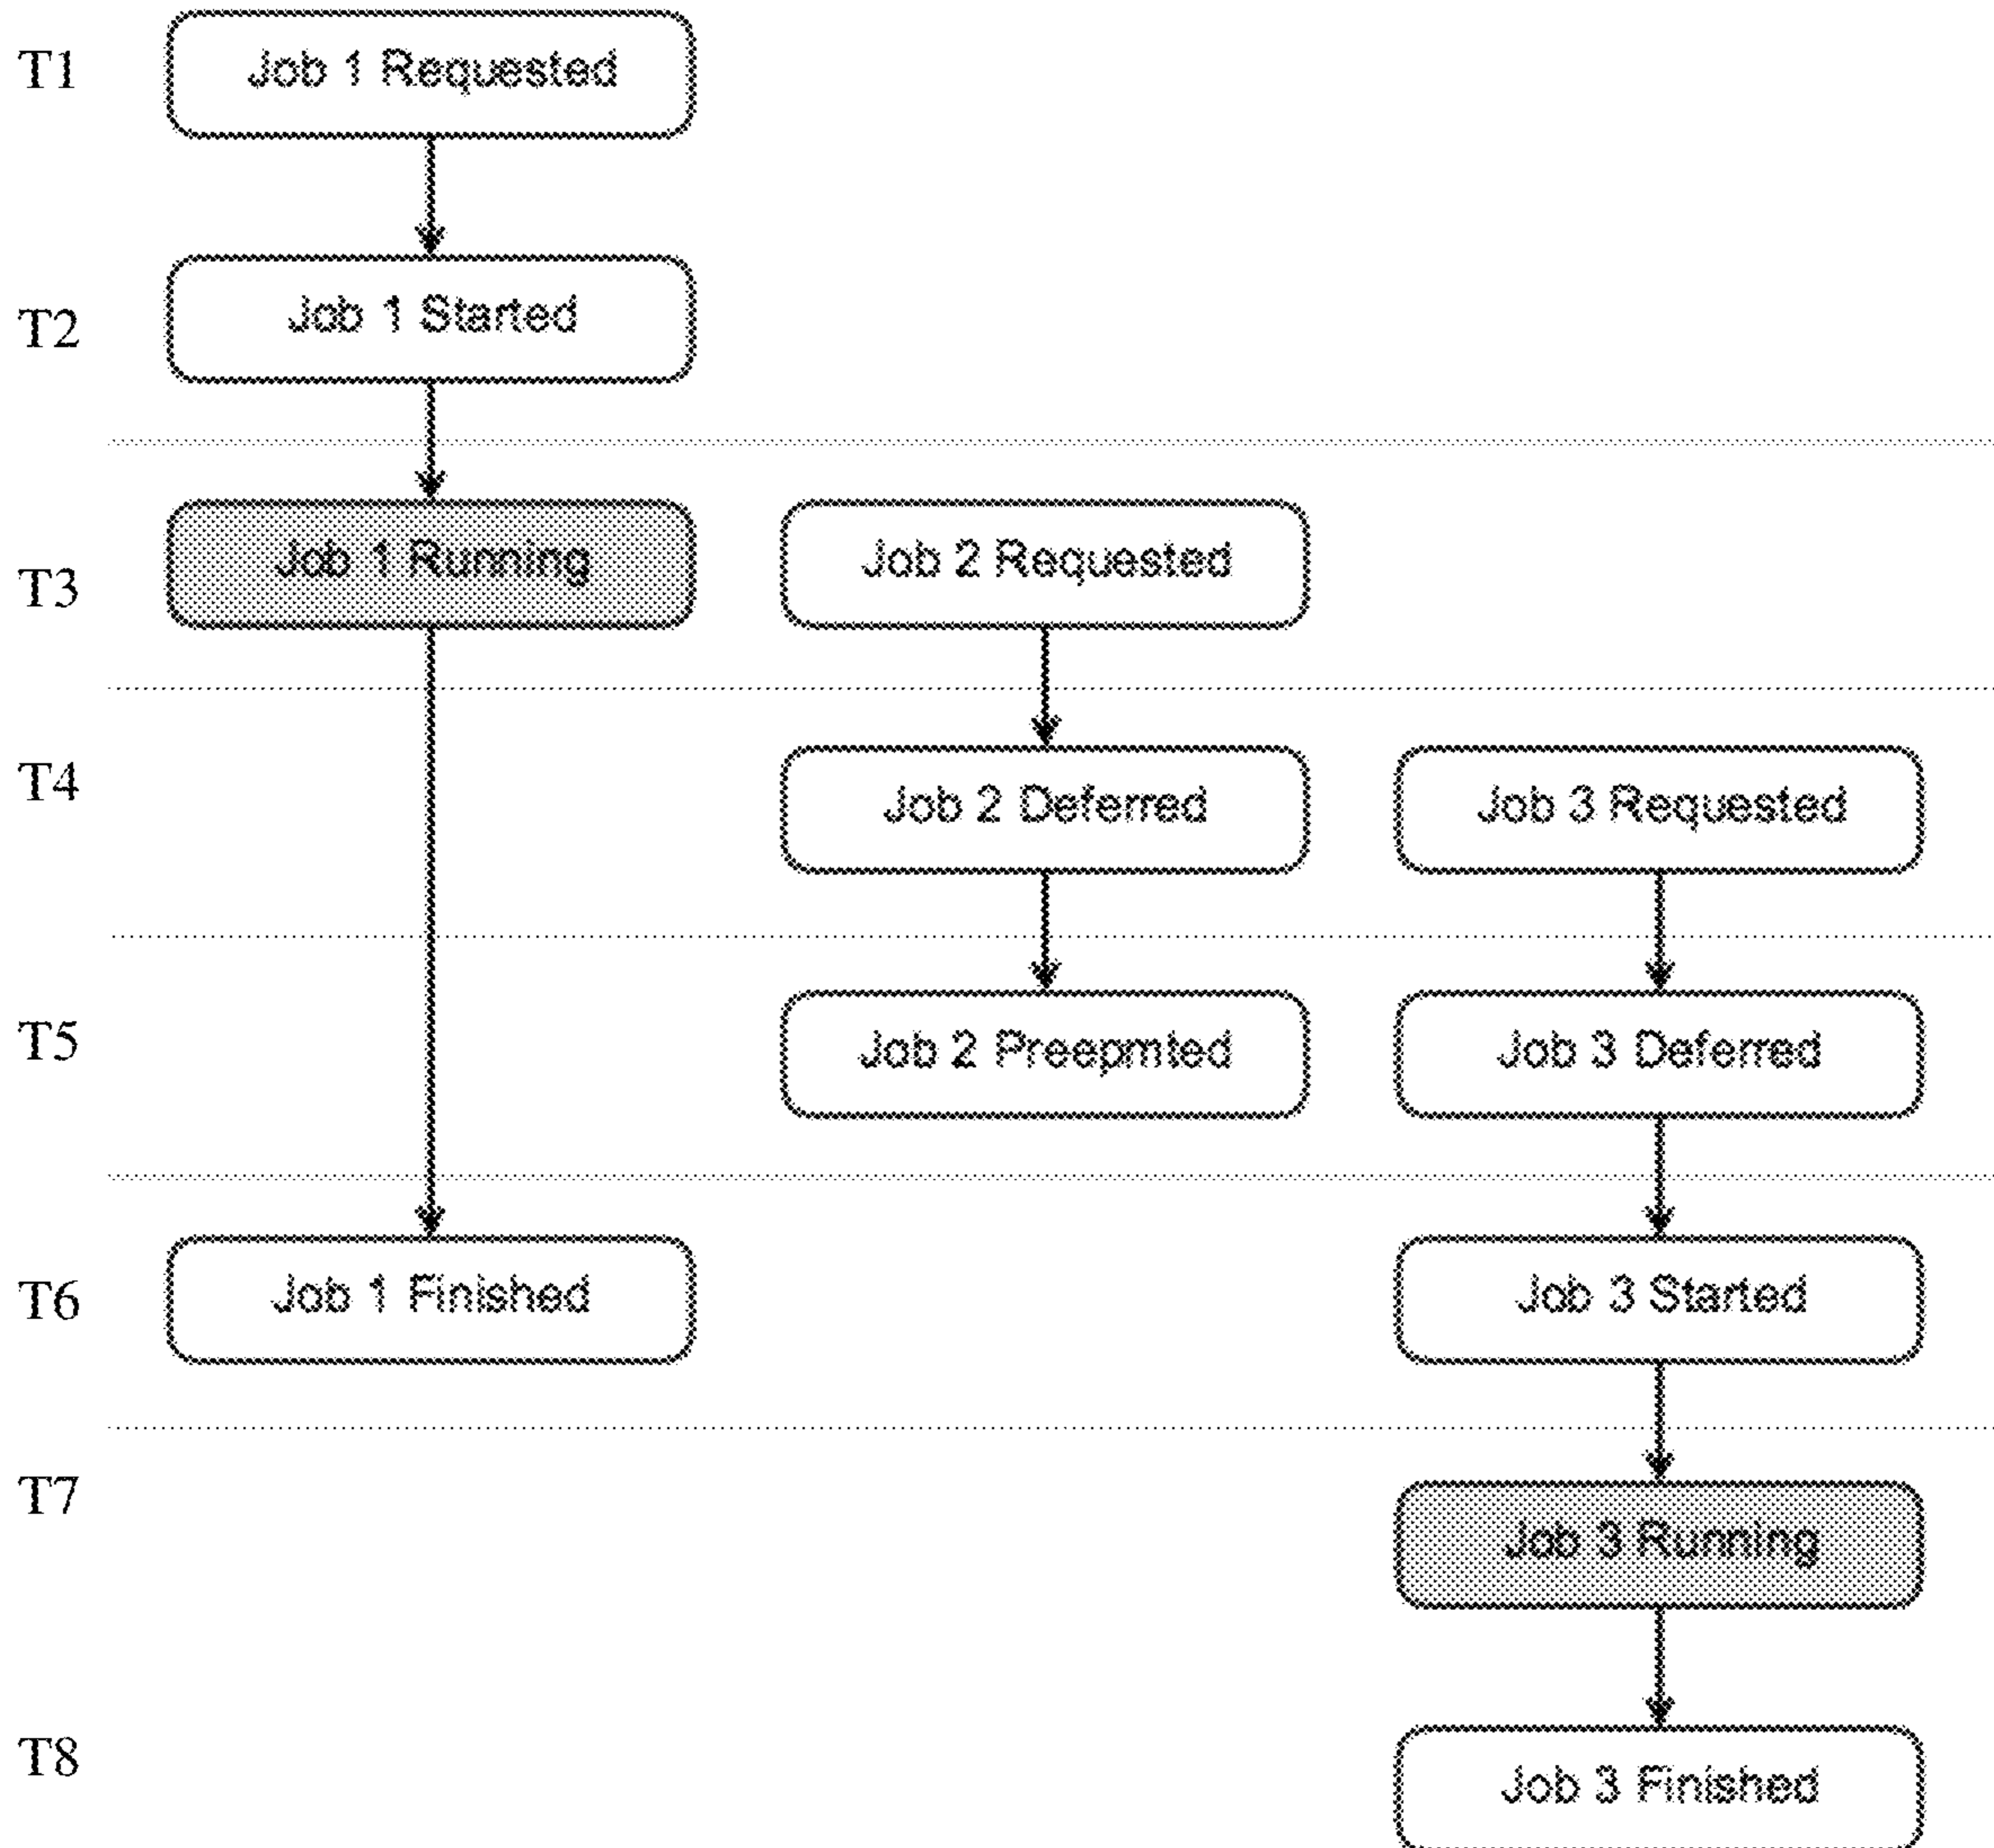 T1
Job 1 Requested
T2
Job 1 Started
T3
Job 1 Running
Job 2 Requested
T4
Job 2 Deferred
Job 3 Requested
T5
Job 2 Preepmted
Job 3 Deferred
T6
Job 1 Finished
Job 3 Started
T7
Job 3 Running
T8
Job 3 Finished